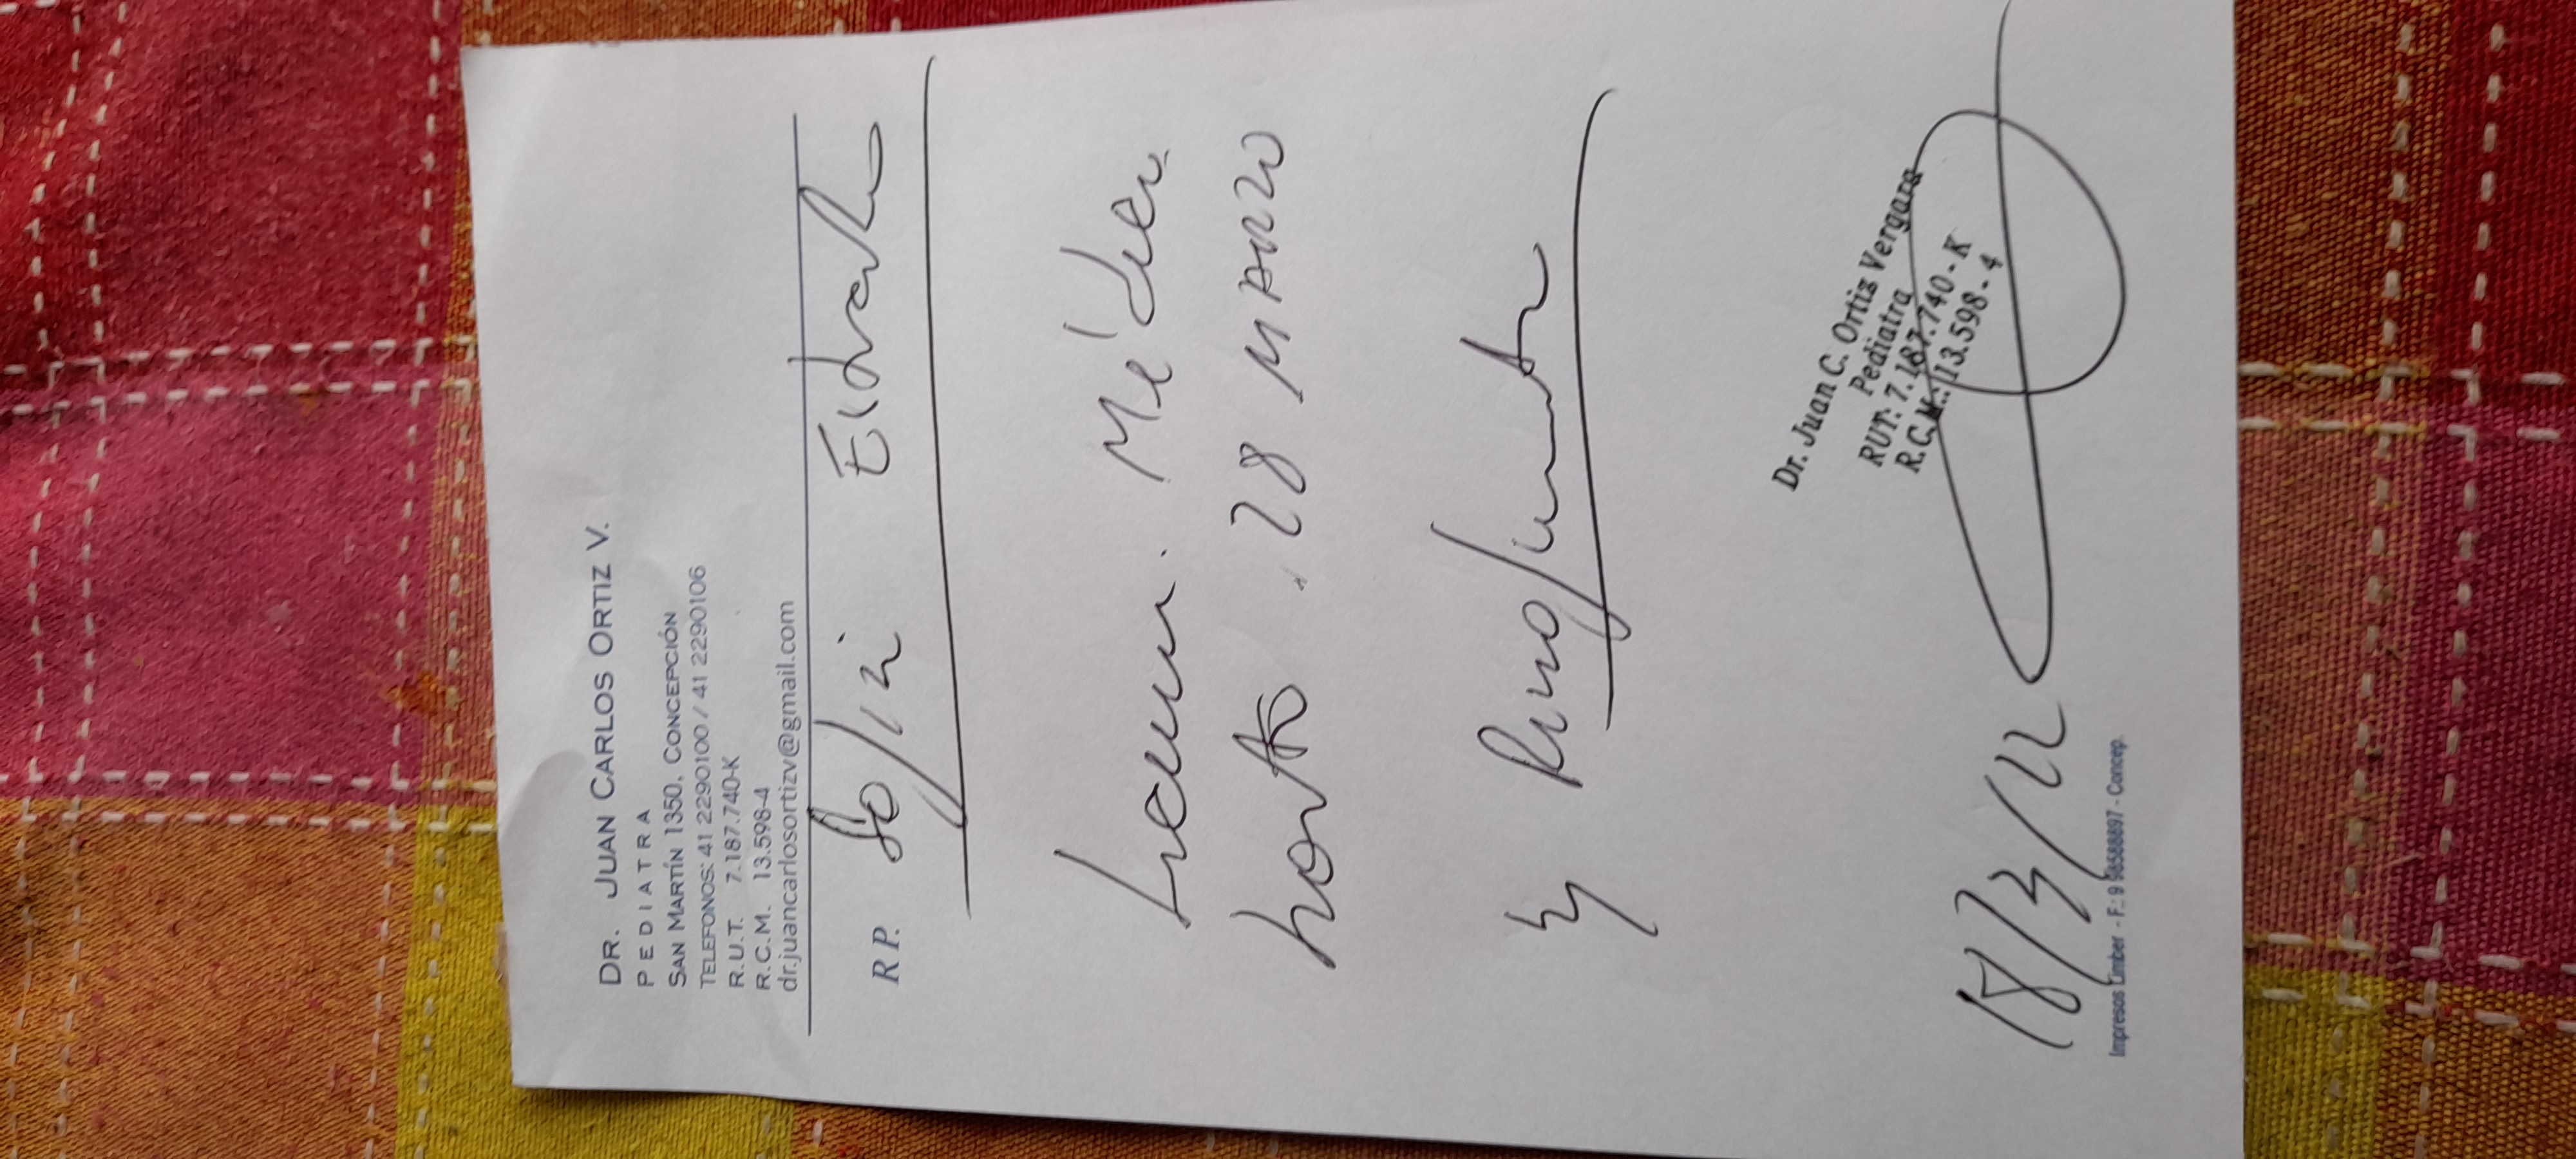 DR. JUAN CARLOS ORTIZ V.
PEDIATRA
SAN MARTÍN 1350, CONCEPCIÓN
TELEFONOS: 41 2290100 / 41 2290106
R.U.T. 7.187.740-K
R.C.M. 13.598-4
dr.juancarlosortizv@gmail.com
RP. Sofía
Licencia Médica
hasta 28 MARZO
Dr. Juan C. Ortiz Vergara
Pediatra
RUT: 7.187.740-K
R.C.M.: 13.598-4
18/3/22
Impresos Limber - F.: 9 98588897 - Concep.